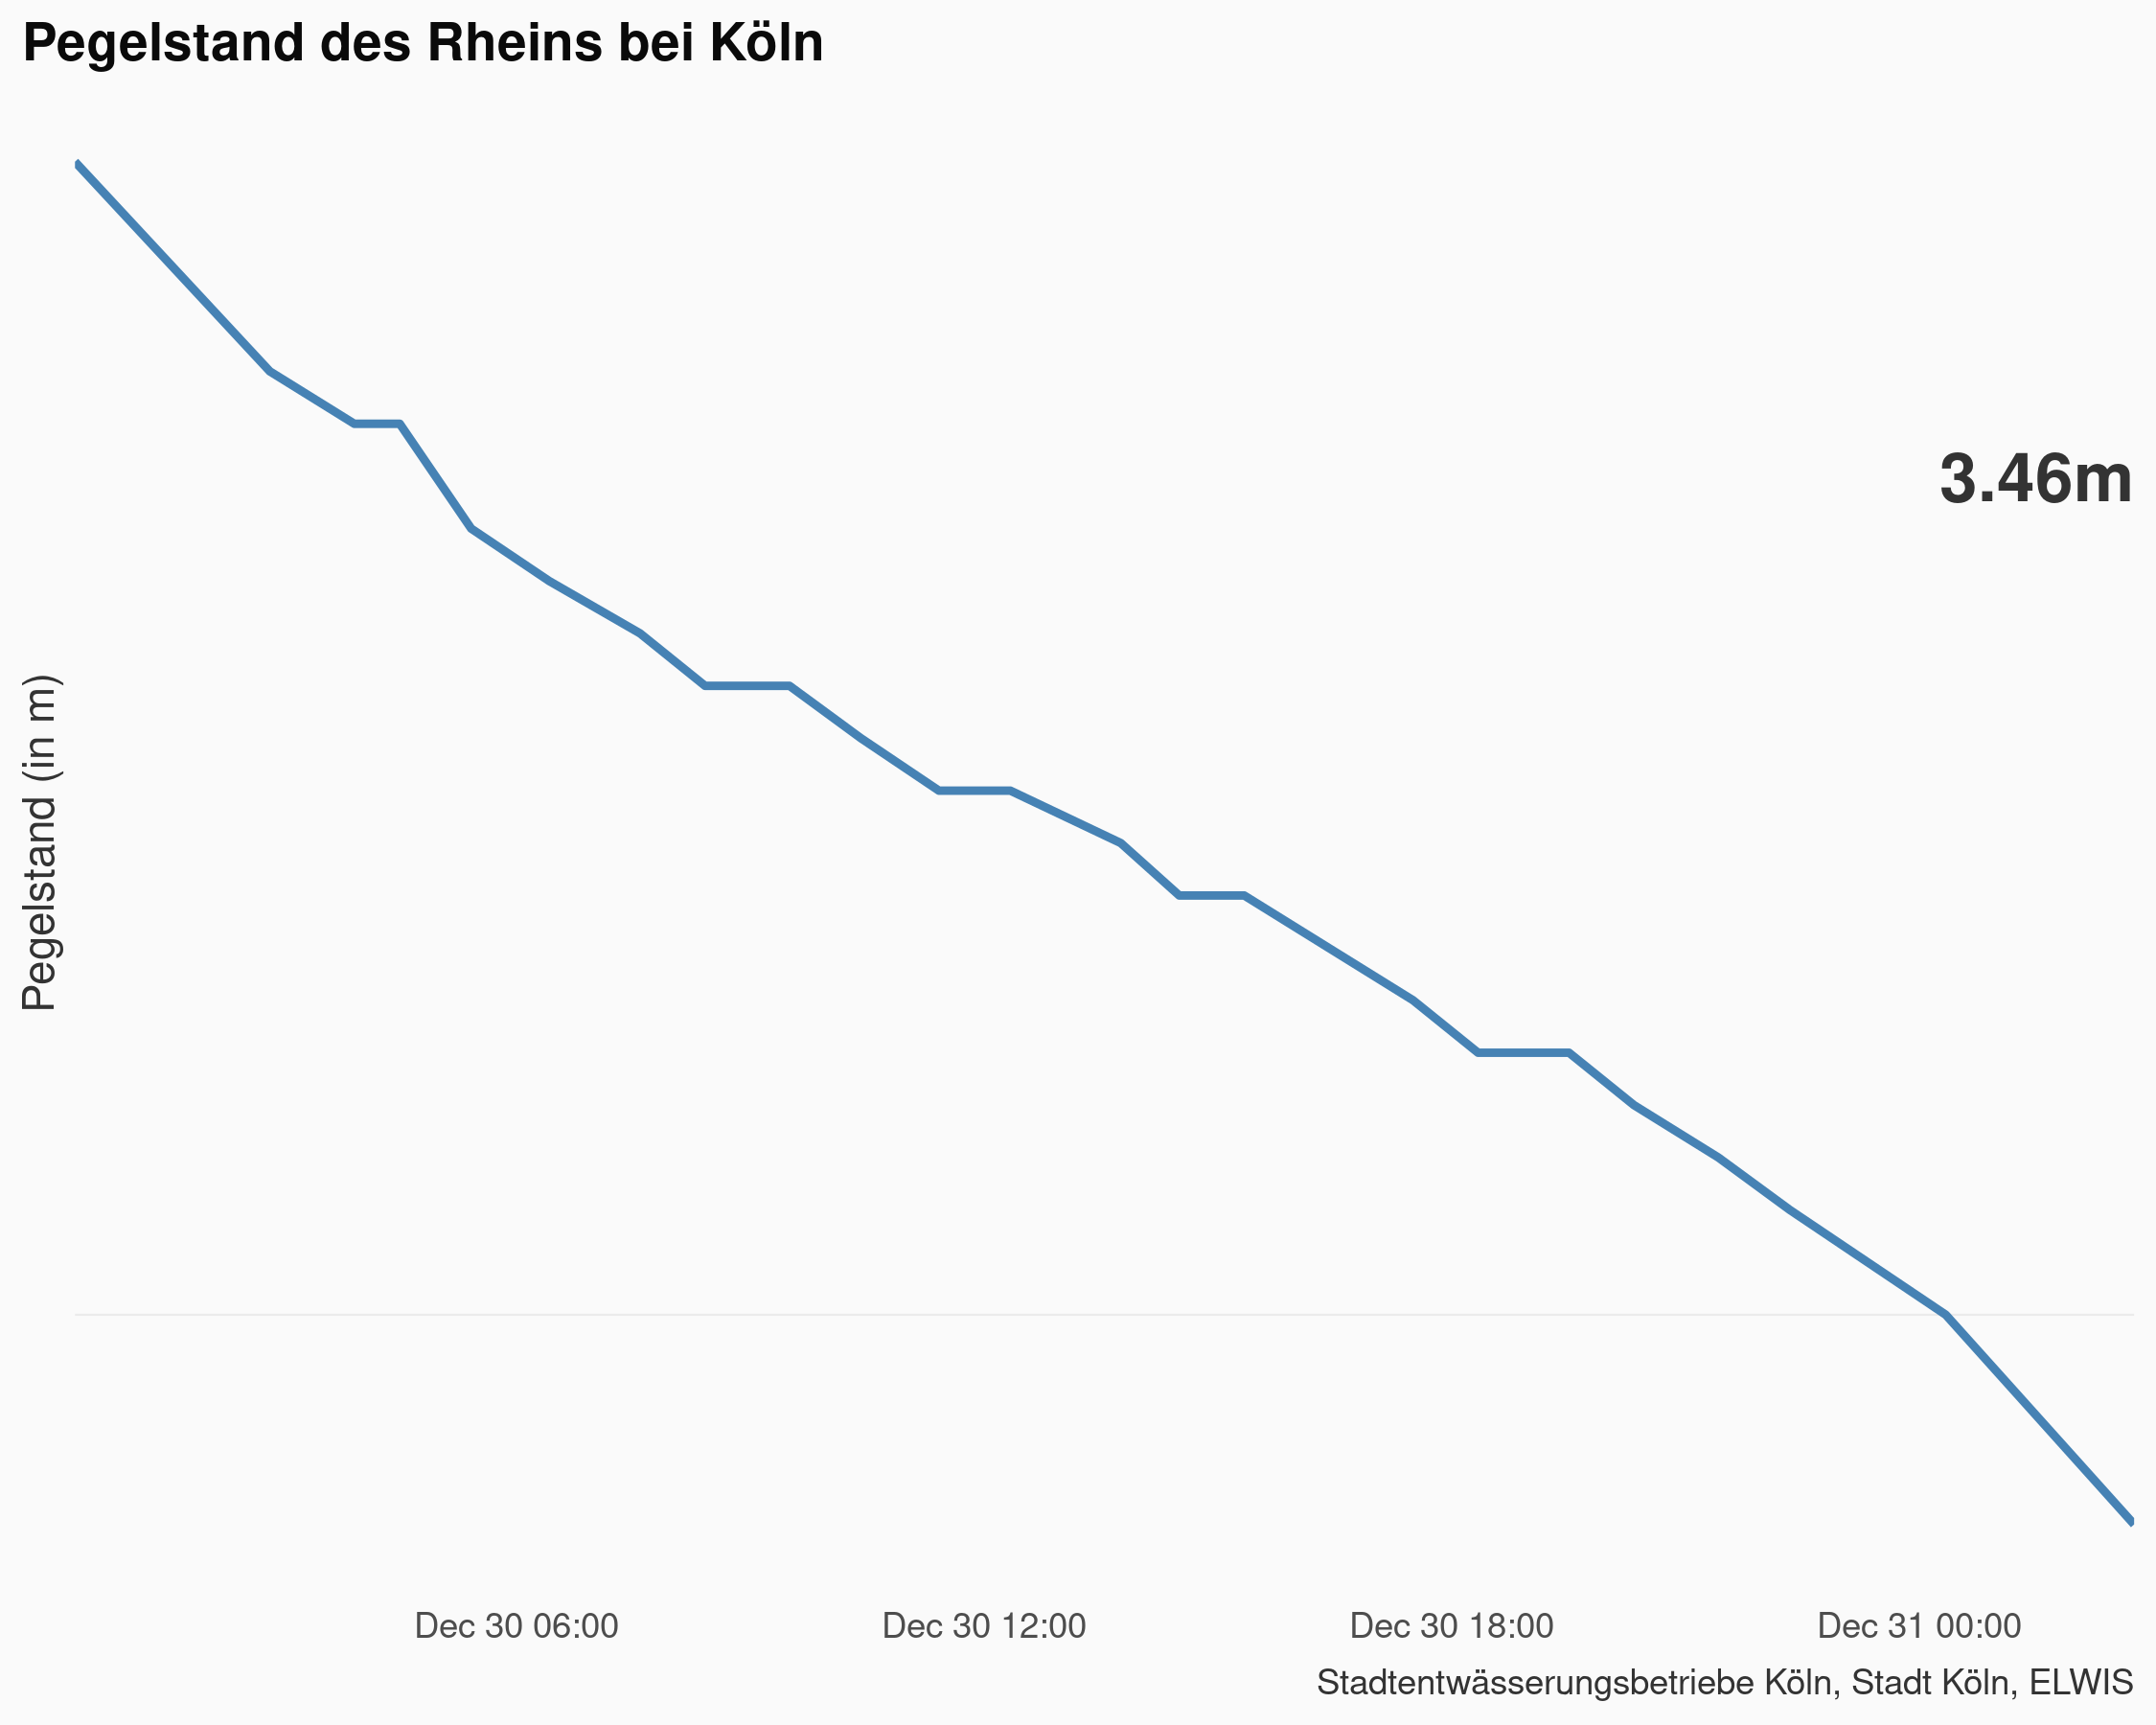 Pegelstand des Rheins bei Köln
3.46m
Pegelstand (in m)
Dec 30 06:00
Dec 30 12:00
Dec 30 18:00
Dec 31 00:00
Stadtentwässerungsbetriebe Köln, Stadt Köln, ELWIS